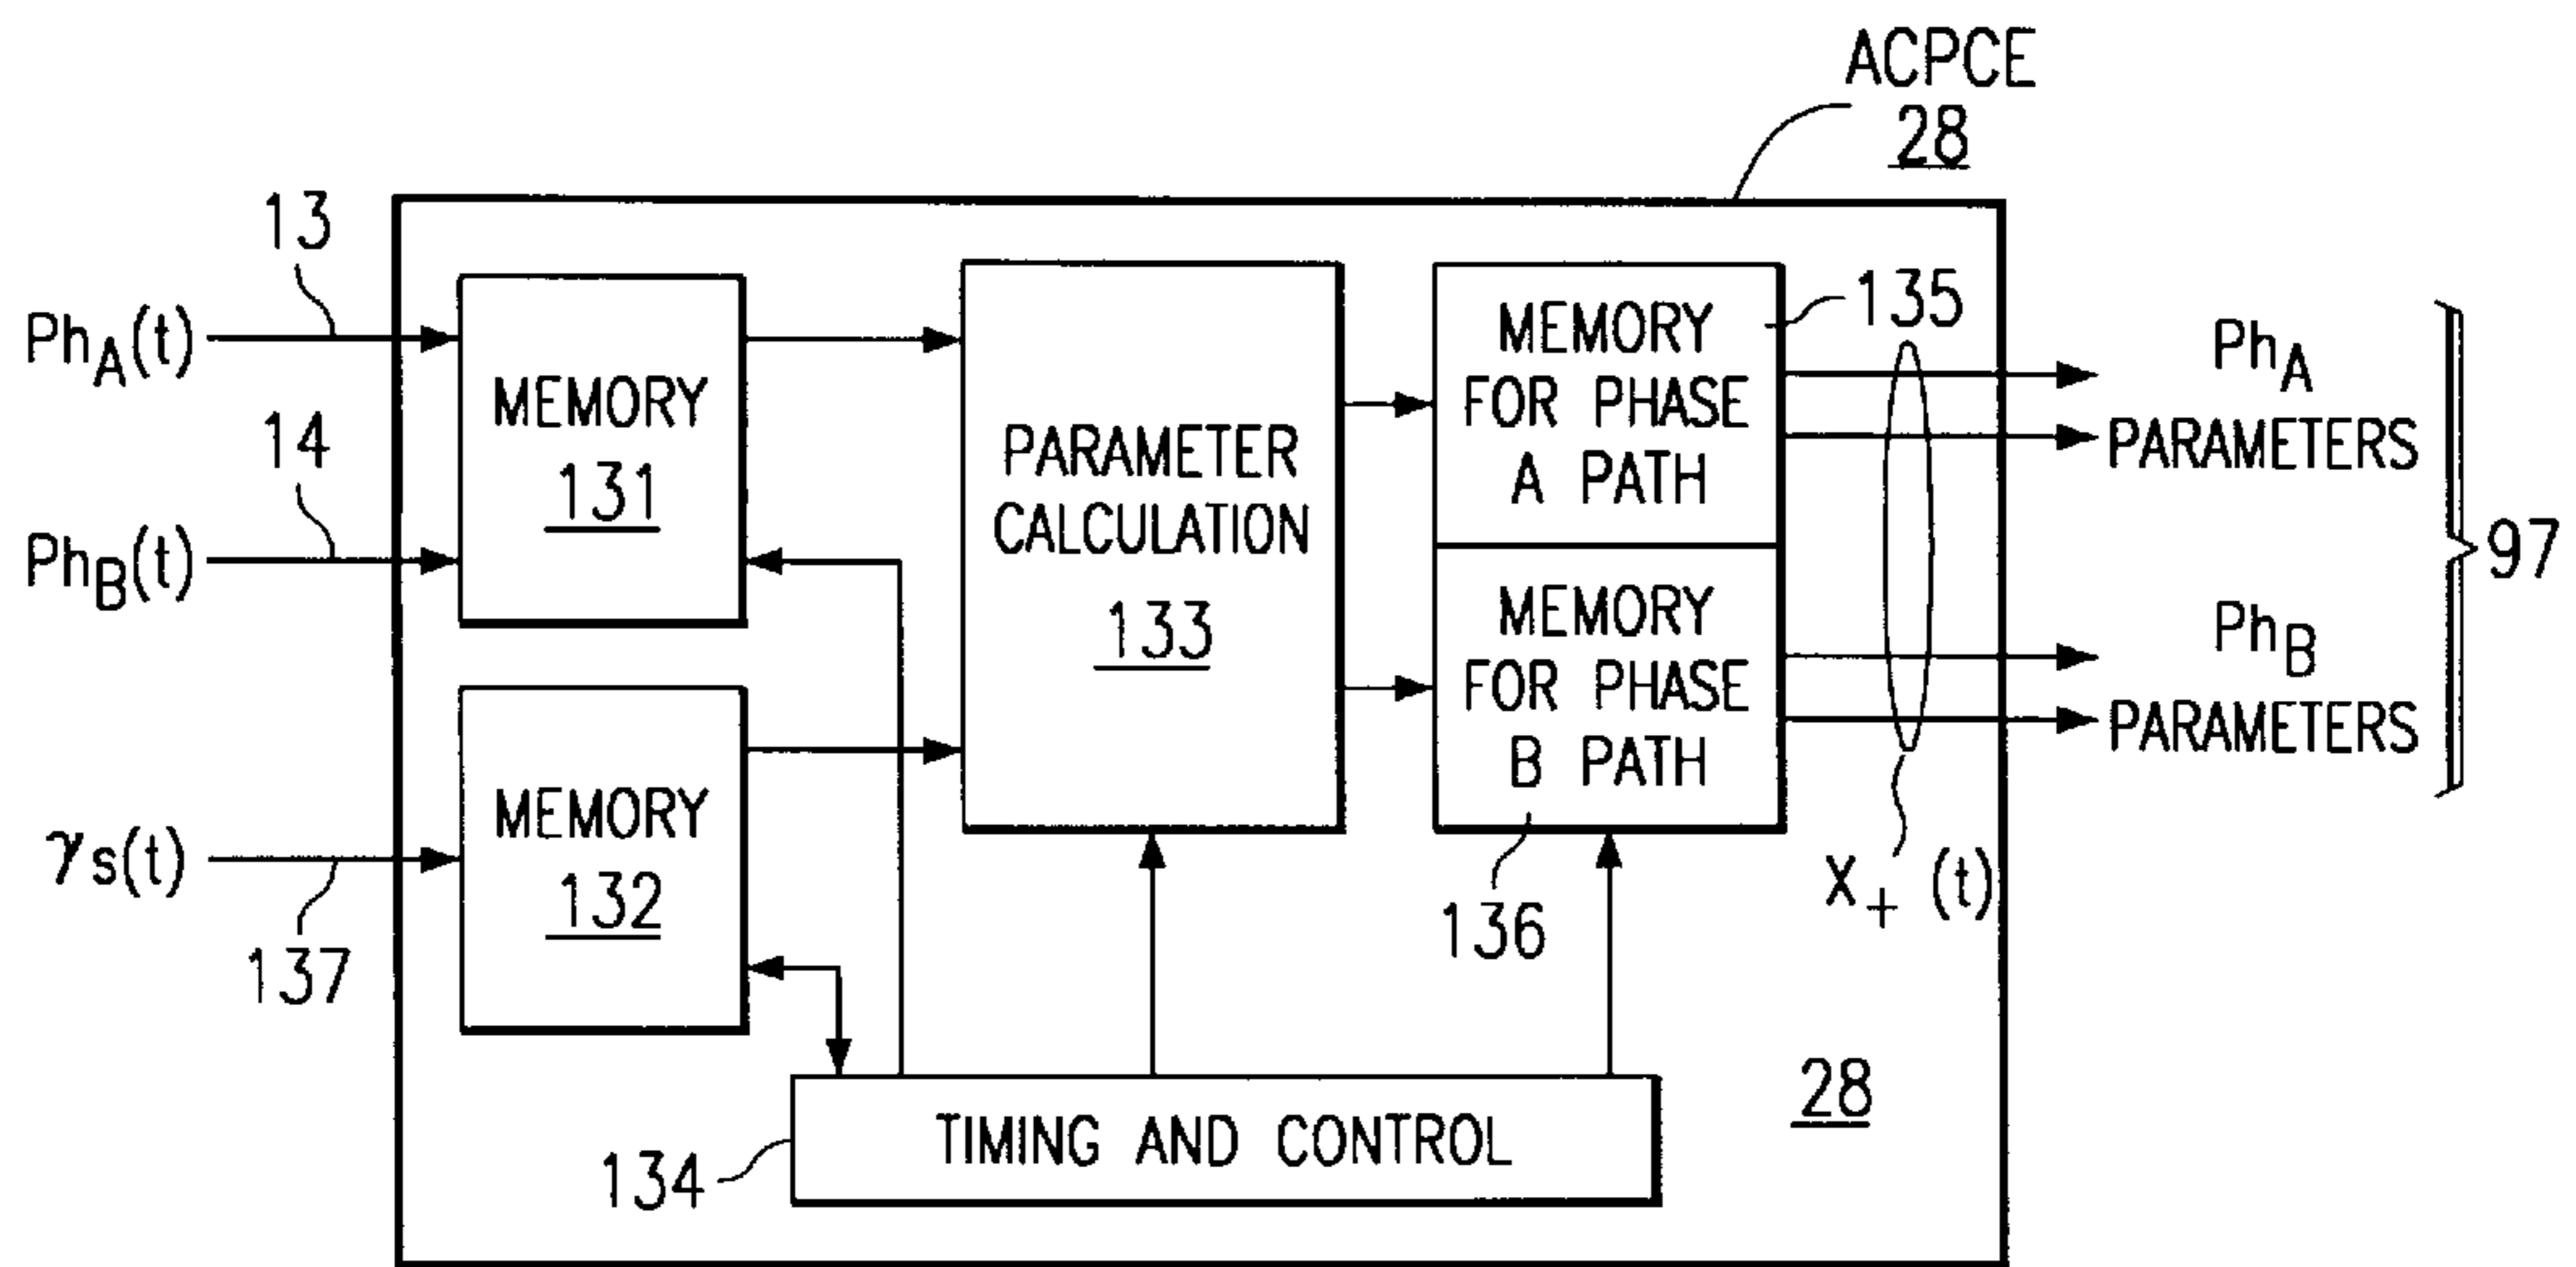 ACPCE
28
13
PhA(t)
14
PhB(t)
γs(t)
137
MEMORY
131
MEMORY
132
PARAMETER
CALCULATION
133
MEMORY
FOR PHASE
A PATH
135
MEMORY
FOR PHASE
B PATH
136
PhA
PARAMETERS
PhB
PARAMETERS
97
X+ (t)
28
TIMING AND CONTROL
134